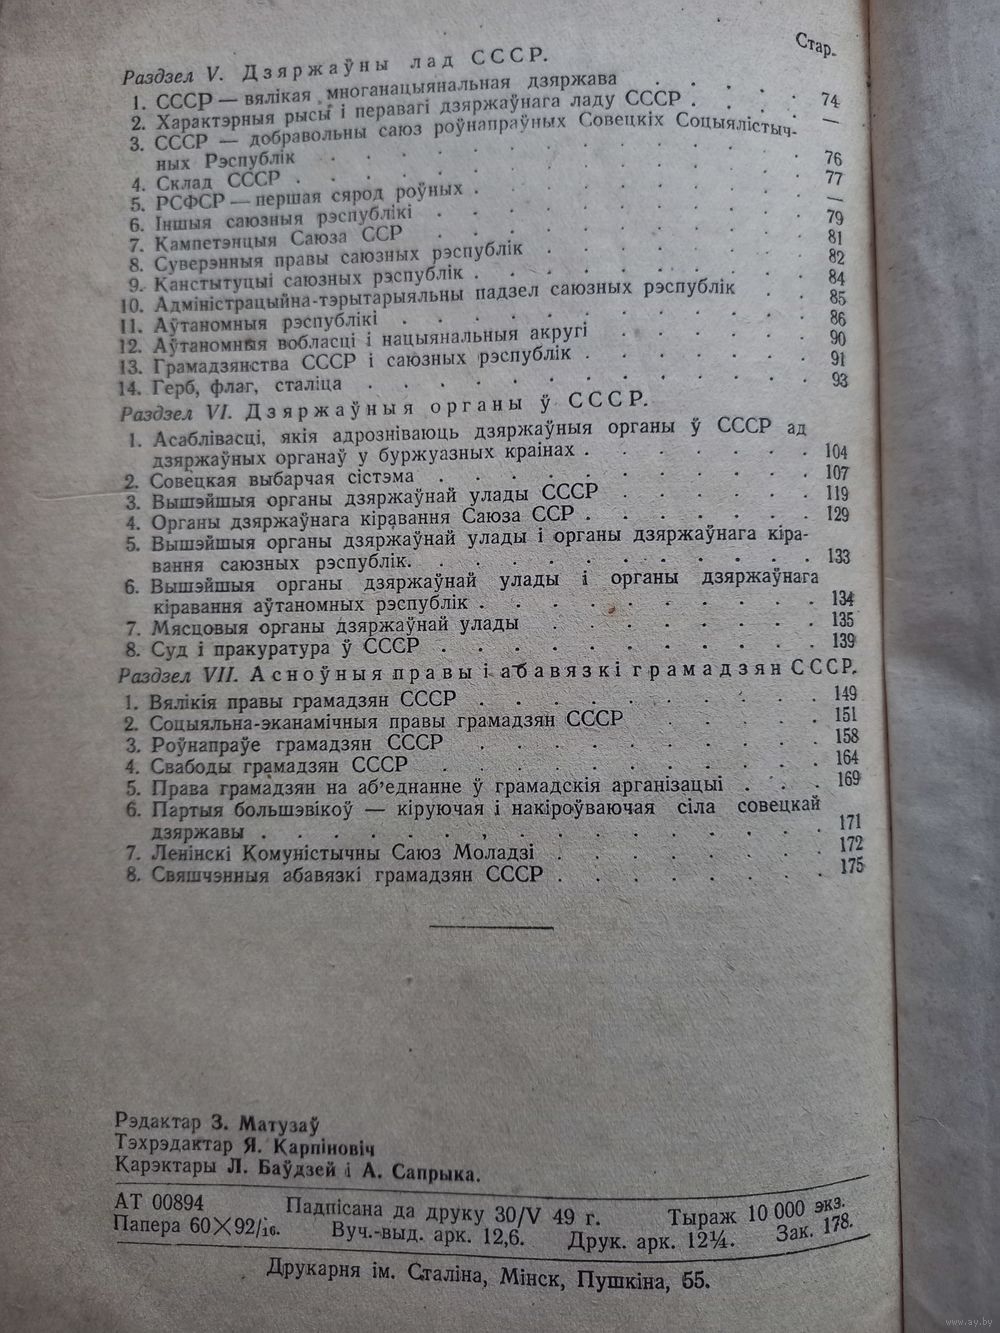 Стар.
Раздзел V. Дзяржаўны лад СССР.
1. СССР — вялікая многанацыянальная дзяржава . . . . 74
2. Характэрныя рысы і перавагі дзяржаўнага ладу СССР . . . . —
3. СССР — добравольны саюз роўнапраўных Совецкіх Соцыялістыч-
ных Рэспублік . . . . . . . . . . 76
4. Склад СССР . . . . . . . . . . 77
5. РСФСР — першая сярод роўных . . . . . . . . —
6. Іншыя саюзныя рэспублікі . . . . . . . . 79
7. Кампетэнцыя Саюза ССР . . . . . . . . 81
8. Суверэнныя правы саюзных рэспублік . . . . . . 82
9. Канстытуцыі саюзных рэспублік . . . . . . . 84
10. Адміністрацыйна-тэрытарыяльны падзел саюзных рэспублік . . 85
11. Аўтаномныя рэспублікі . . . . . . . . . 86
12. Аўтаномныя вобласці і нацыянальныя акругі . . . . . 90
13. Грамадзянства СССР і саюзных рэспублік . . . . . . 91
14. Герб, флаг, сталіца . . . . . . . . . . 93
Раздзел VI. Дзяржаўныя органы ў СССР.
1. Асаблівасці, якія адрозніваюць дзяржаўныя органы ў СССР ад
дзяржаўных органаў у буржуазных краінах . . . . . . 104
2. Совецкая выбарчая сістэма . . . . . . . . 107
3. Вышэйшыя органы дзяржаўнай улады СССР . . . . . 119
4. Органы дзяржаўнага кіравання Саюза ССР . . . . . . 129
5. Вышэйшыя органы дзяржаўнай улады і органы дзяржаўнага кіра-
вання саюзных рэспублік. . . . . . . . . . . 133
6. Вышэйшыя органы дзяржаўнай улады і органы дзяржаўнага
кіравання аўтаномных рэспублік . . . . . . . . 134
7. Мясцовыя органы дзяржаўнай улады . . . . . . . 135
8. Суд і пракуратура ў СССР . . . . . . . . . 139
Раздзел VII. Асноўныя правы і абавязкі грамадзян СССР.
1. Вялікія правы грамадзян СССР . . . . . . . . 149
2. Соцыяльна-эканамічныя правы грамадзян СССР . . . . . 151
3. Роўнапраўе грамадзян СССР . . . . . . . . 158
4. Свабоды грамадзян СССР . . . . . . . . . 164
5. Права грамадзян на аб’еднанне ў грамадскія арганізацыі . . . 169
6. Партыя большэвікоў — кіруючая і накіроўваючая сіла совецкай
дзяржавы . . . . . . . . . . . . . 171
7. Ленінскі Комуністычны Саюз Моладзі . . . . . . . 172
8. Свяшчэнныя абавязкі грамадзян СССР . . . . . . . 175
Рэдактар З. Матузаў
Тэхрэдактар Я. Карпіновіч
Карэктары Л. Баўдзей і А. Сапрыка.
АТ 00894 Падпісана да друку 30/V 49 г. Тыраж 10 000 экз.
Папера 60×92/16. Вуч.-выд. арк. 12,6. Друк. арк. 12¼. Зак. 178.
Друкарня ім. Сталіна, Мінск, Пушкіна, 55.
www.ay.by